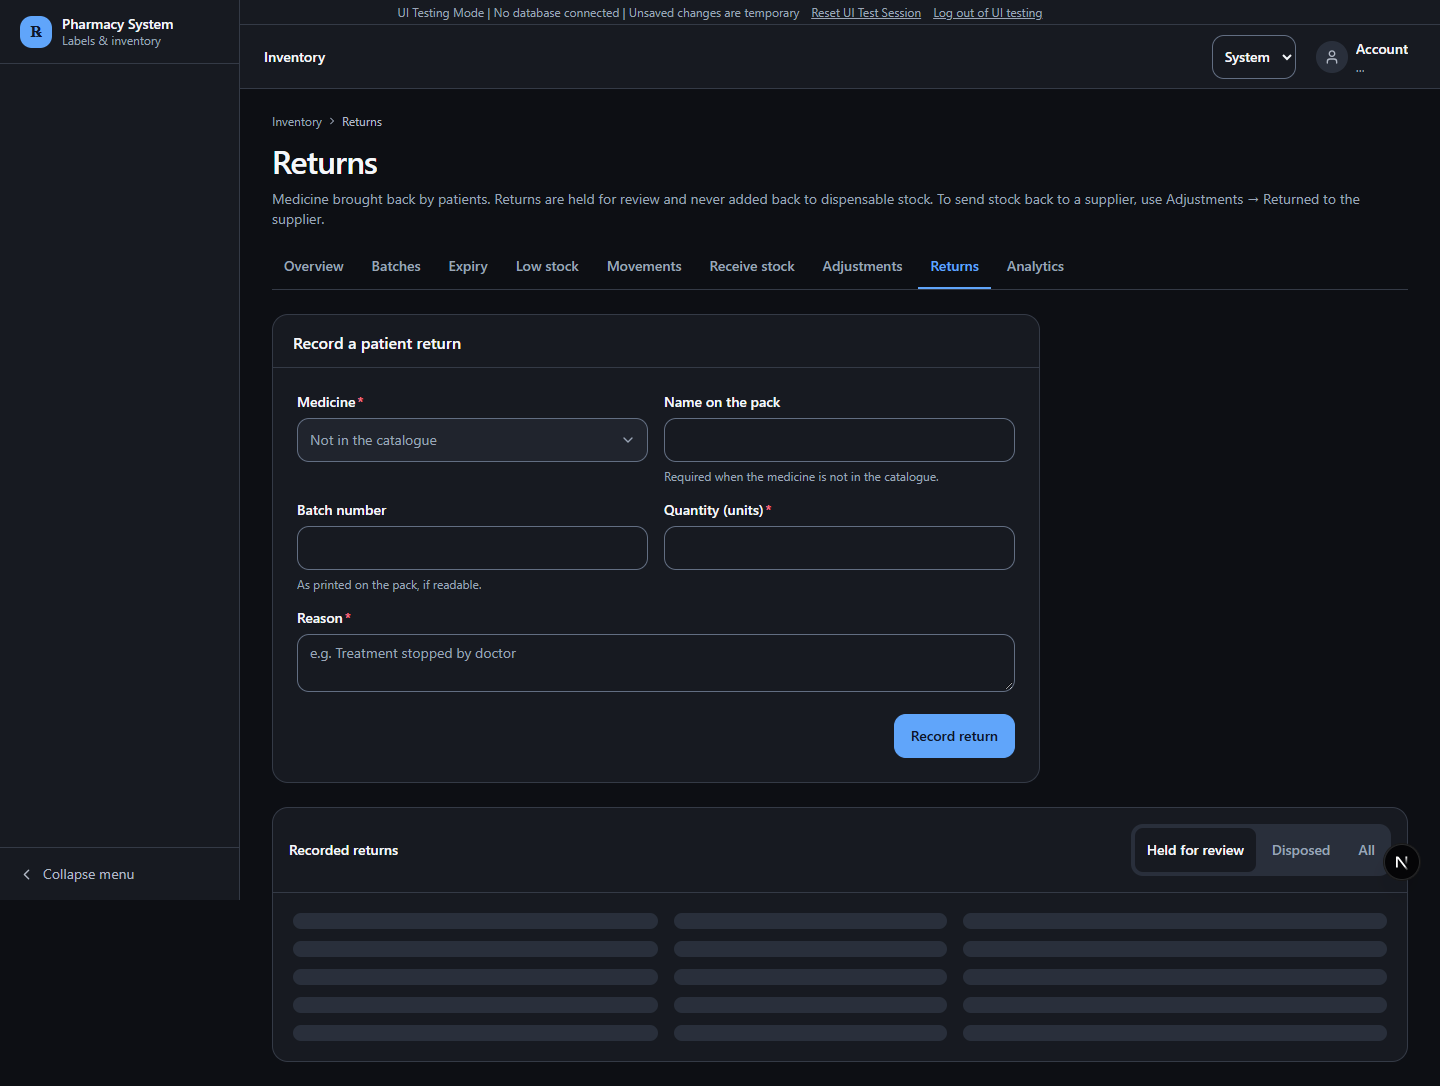 UI Testing Mode | No database connected | Unsaved changes are temporary Reset UI Test Session Log out of UI testing
℞ Pharmacy System
Labels & inventory
Inventory
System
Account
...
Inventory > Returns
Returns
Medicine brought back by patients. Returns are held for review and never added back to dispensable stock. To send stock back to a supplier, use Adjustments → Returned to the
supplier.
Overview Batches Expiry Low stock Movements Receive stock Adjustments Returns Analytics
Record a patient return
Medicine* Name on the pack
Not in the catalogue
Required when the medicine is not in the catalogue.
Batch number Quantity (units)*
As printed on the pack, if readable.
Reason*
e.g. Treatment stopped by doctor
Record return
Recorded returns Held for review Disposed All
N
Collapse menu